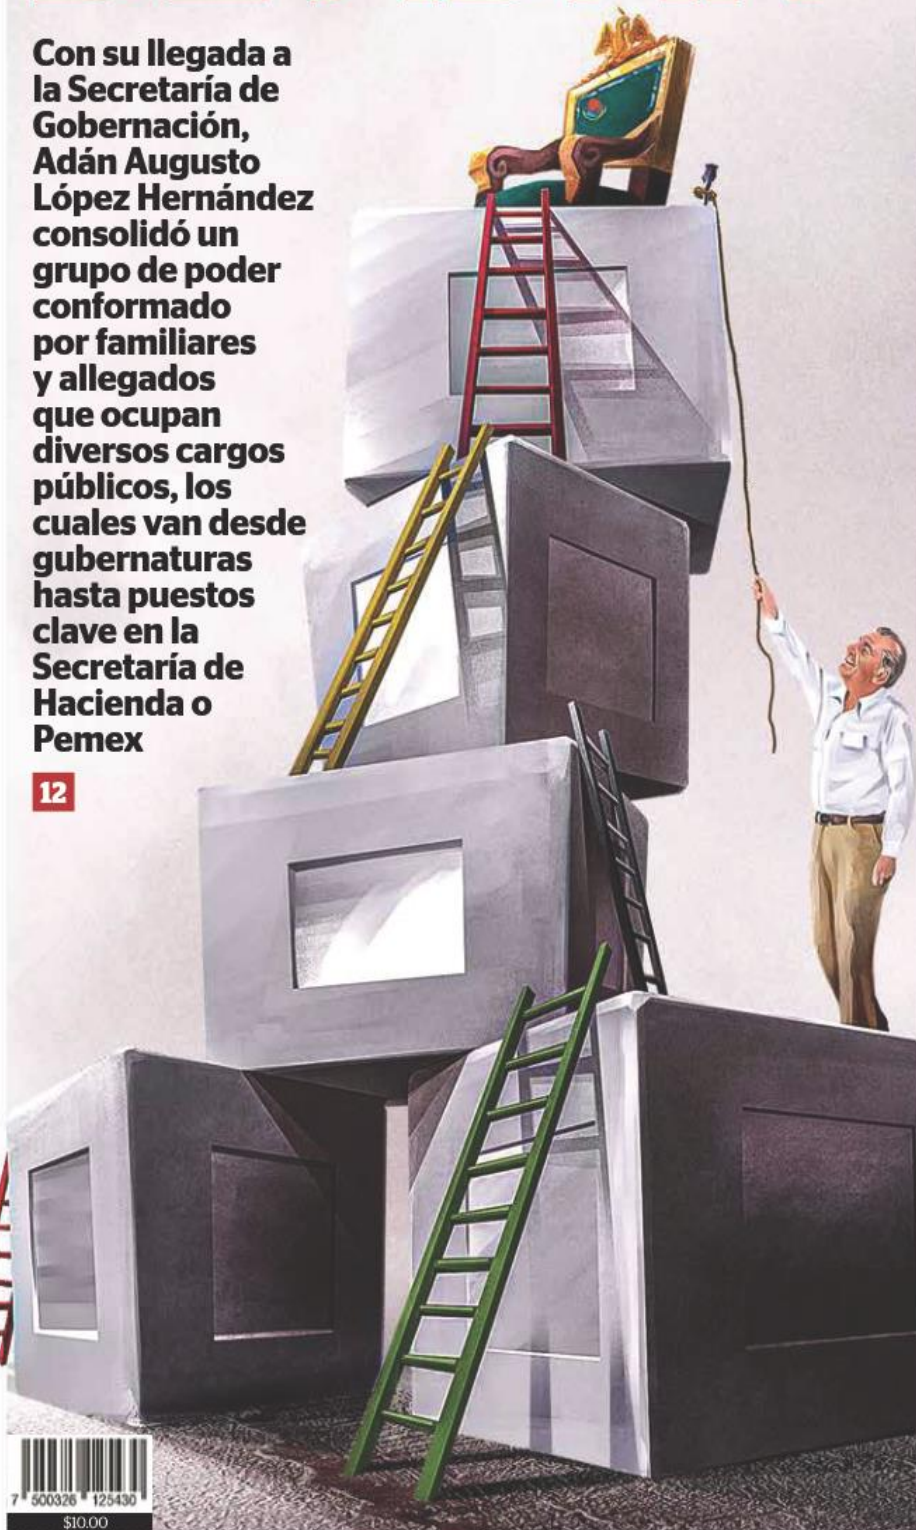 Con su llegada a
la Secretaría de
Gobernación,
Adán Augusto
López Hernández
consolidó un
grupo de poder
conformado
por familiares
y allegados
que ocupan
diversos cargos
públicos, los
cuales van desde
gubernaturas
hasta puestos
clave en la
Secretaría de
Hacienda o
Pemex
12
7 500326 125430
$10.00